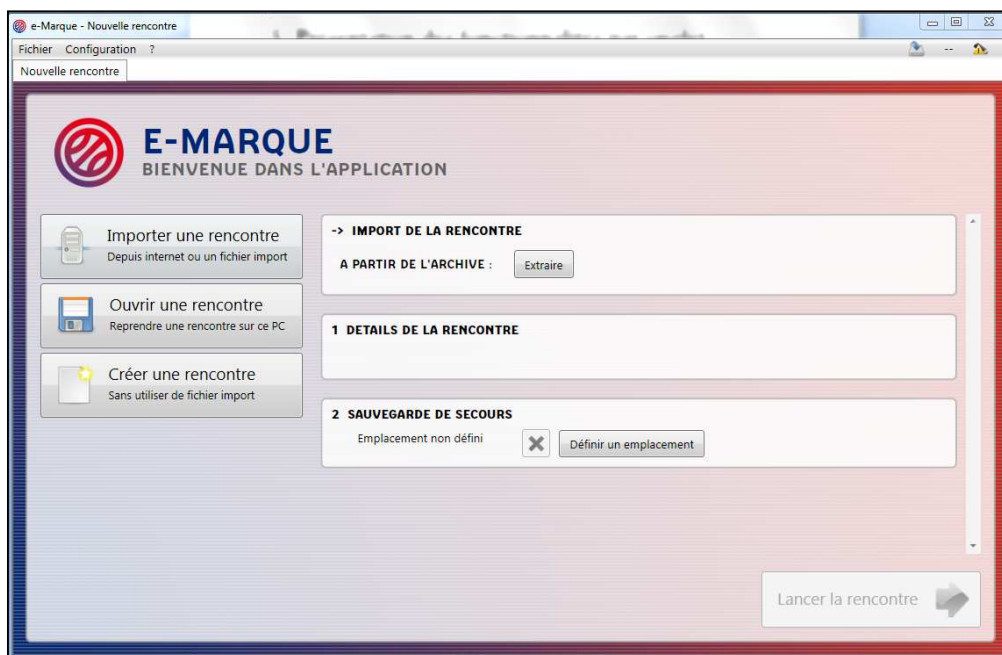 e-Marque - Nouvelle rencontre
Fichier Configuration ?
--
Nouvelle rencontre
E-MARQUE
BIENVENUE DANS L'APPLICATION
Importer une rencontre
Depuis internet ou un fichier import
Ouvrir une rencontre
Reprendre une rencontre sur ce PC
Créer une rencontre
Sans utiliser de fichier import
-> IMPORT DE LA RENCONTRE
A PARTIR DE L'ARCHIVE : Extraire
1 DETAILS DE LA RENCONTRE
2 SAUVEGARDE DE SECOURS
Emplacement non défini Définir un emplacement
Lancer la rencontre